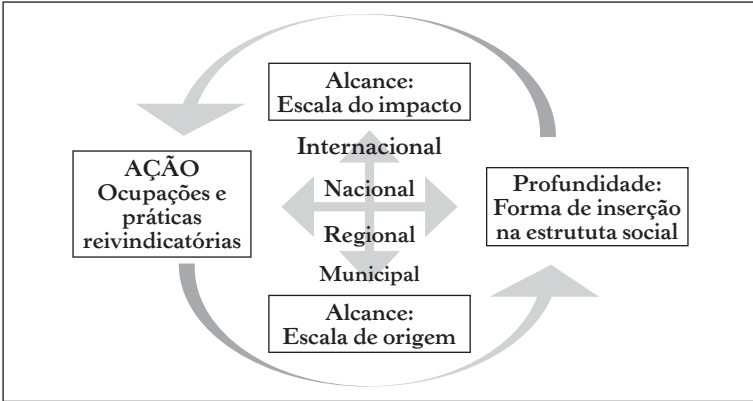 Alcance:
Escala do impacto
Internacional
AÇÃO
Ocupações e
práticas
reivindicatórias
Nacional
Regional
Profundidade:
Forma de inserção
na estrututa social
Municipal
Alcance:
Escala de origem